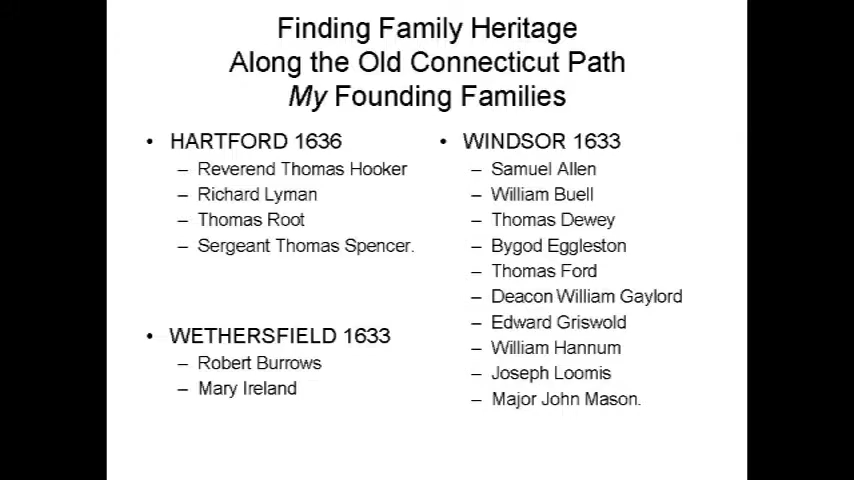 Finding Family Heritage
Along the Old Connecticut Path
My Founding Families
• HARTFORD 1636
– Reverend Thomas Hooker
– Richard Lyman
– Thomas Root
– Sergeant Thomas Spencer.
• WETHERSFIELD 1633
– Robert Burrows
– Mary Ireland
• WINDSOR 1633
– Samuel Allen
– William Buell
– Thomas Dewey
– Bygod Eggleston
– Thomas Ford
– Deacon William Gaylord
– Edward Griswold
– William Hannum
– Joseph Loomis
– Major John Mason.